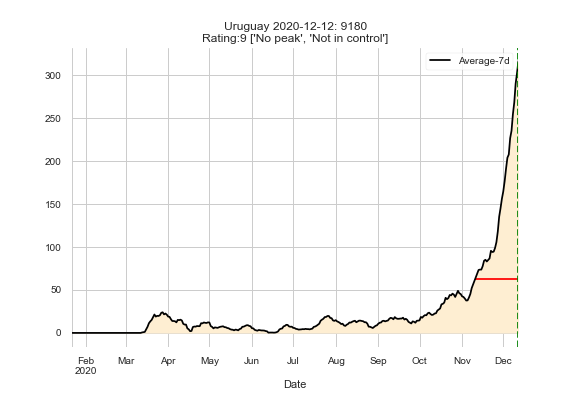 Uruguay 2020-12-12: 9180
Rating:9 ['No peak', 'Not in control']
Average-7d
300
250
200
150
100
50
0
Feb Mar Apr May Jun Jul Aug Sep Oct Nov Dec
2020
Date